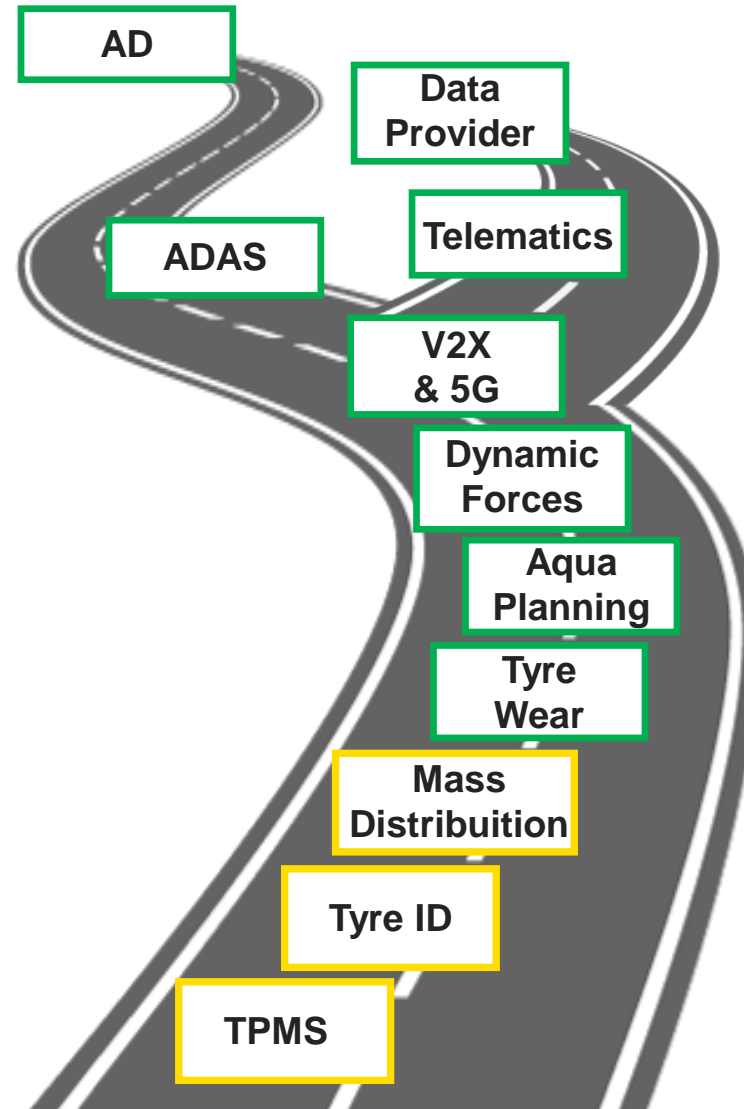 AD
Data
Provider
Telematics
ADAS
V2X
& 5G
Dynamic
Forces
Aqua
Planning
Tyre
Wear
Mass
Distribuition
Tyre ID
TPMS